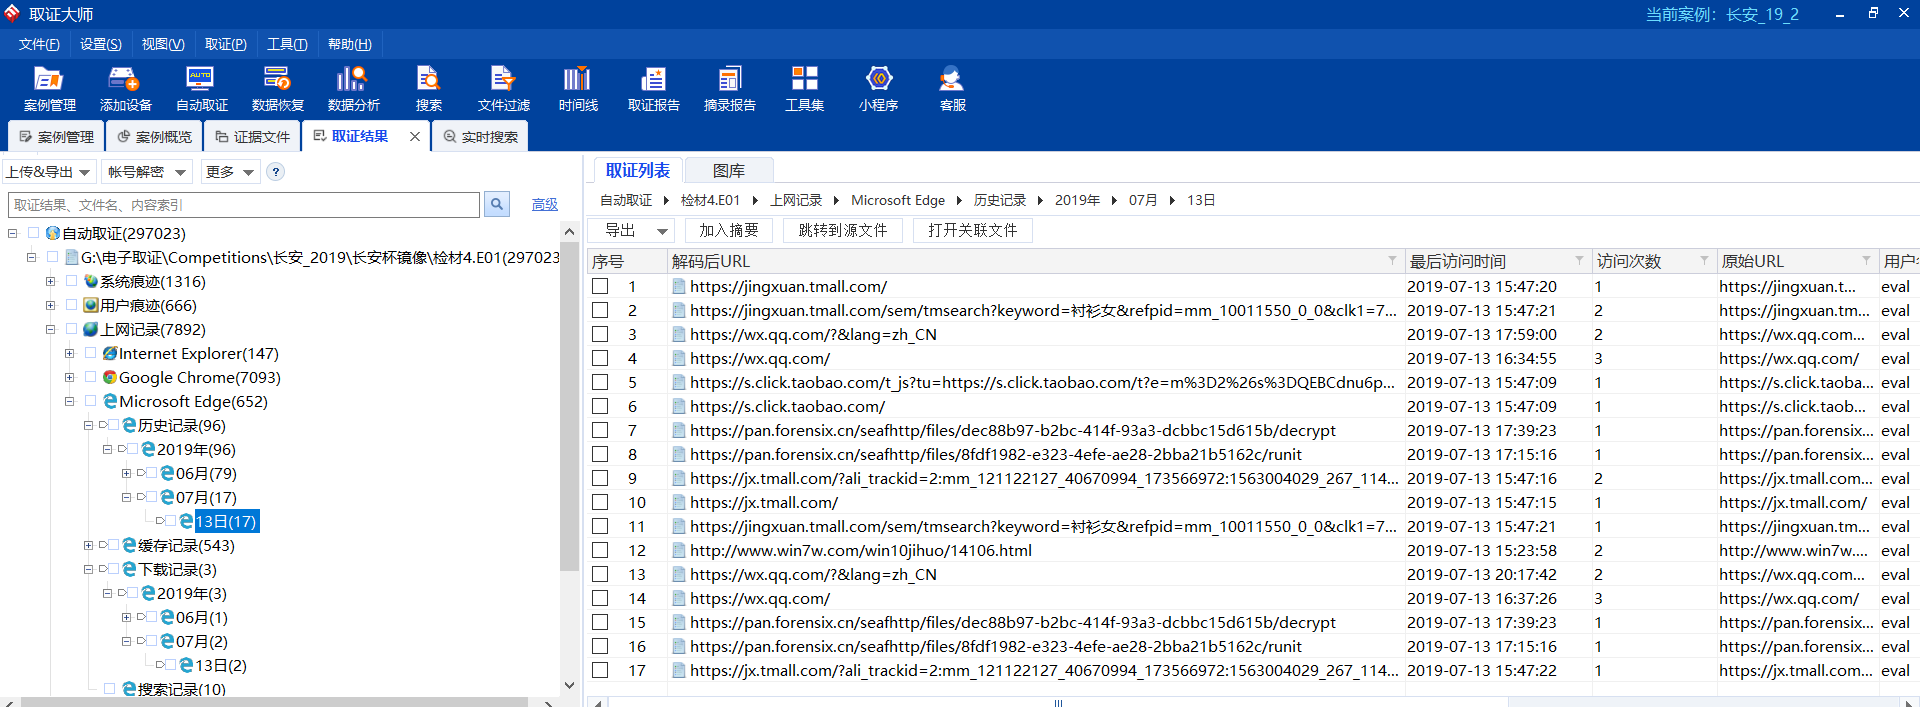 取证大师
当前案例：长安_19_2
文件(F) 设置(S) 视图(V) 取证(P) 工具(T) 帮助(H)
案例管理 添加设备 自动取证 数据恢复 数据分析 搜索 文件过滤 时间线 取证报告 摘录报告 工具集 小程序 客服
AUTO
案例管理 案例概览 证据文件 取证结果 实时搜索
上传&导出 帐号解密 更多 ?
取证结果、文件名、内容索引 高级
自动取证(297023)
G:\电子取证\Competitions\长安_2019\长安杯镜像\检材4.E01(297023
系统痕迹(1316)
用户痕迹(666)
上网记录(7892)
Internet Explorer(147)
Google Chrome(7093)
Microsoft Edge(652)
历史记录(96)
2019年(96)
06月(79)
07月(17)
13日(17)
缓存记录(543)
下载记录(3)
2019年(3)
06月(1)
07月(2)
13日(2)
搜索记录(10)
取证列表 图库
自动取证 检材4.E01 上网记录 Microsoft Edge 历史记录 2019年 07月 13日
导出 加入摘要 跳转到源文件 打开关联文件
序号 解码后URL 最后访问时间 访问次数 原始URL 用户
1 https://jingxuan.tmall.com/ 2019-07-13 15:47:20 1 https://jingxuan.t... eval
2 https://jingxuan.tmall.com/sem/tmsearch?keyword=衬衫女&refpid=mm_10011550_0_0&clk1=7... 2019-07-13 15:47:21 2 https://jingxuan.tm... eval
3 https://wx.qq.com/?&lang=zh_CN 2019-07-13 17:59:00 2 https://wx.qq.com... eval
4 https://wx.qq.com/ 2019-07-13 16:34:55 3 https://wx.qq.com/ eval
5 https://s.click.taobao.com/t_js?tu=https://s.click.taobao.com/t?e=m%3D2%26s%3DQEBCdnu6p... 2019-07-13 15:47:09 1 https://s.click.taoba... eval
6 https://s.click.taobao.com/ 2019-07-13 15:47:09 1 https://s.click.taob... eval
7 https://pan.forensix.cn/seafhttp/files/dec88b97-b2bc-414f-93a3-dcbbc15d615b/decrypt 2019-07-13 17:39:23 1 https://pan.forensix... eval
8 https://pan.forensix.cn/seafhttp/files/8fdf1982-e323-4efe-ae28-2bba21b5162c/runit 2019-07-13 17:15:16 1 https://pan.forensix... eval
9 https://jx.tmall.com/?ali_trackid=2:mm_121122127_40670994_173566972:1563004029_267_114... 2019-07-13 15:47:16 2 https://jx.tmall.com... eval
10 https://jx.tmall.com/ 2019-07-13 15:47:15 1 https://jx.tmall.com/ eval
11 https://jingxuan.tmall.com/sem/tmsearch?keyword=衬衫女&refpid=mm_10011550_0_0&clk1=7... 2019-07-13 15:47:21 1 https://jingxuan.tm... eval
12 http://www.win7w.com/win10jihuo/14106.html 2019-07-13 15:23:58 2 http://www.win7w.... eval
13 https://wx.qq.com/?&lang=zh_CN 2019-07-13 20:17:42 2 https://wx.qq.com... eval
14 https://wx.qq.com/ 2019-07-13 16:37:26 3 https://wx.qq.com/ eval
15 https://pan.forensix.cn/seafhttp/files/dec88b97-b2bc-414f-93a3-dcbbc15d615b/decrypt 2019-07-13 17:39:23 1 https://pan.forensix... eval
16 https://pan.forensix.cn/seafhttp/files/8fdf1982-e323-4efe-ae28-2bba21b5162c/runit 2019-07-13 17:15:16 1 https://pan.forensix... eval
17 https://jx.tmall.com/?ali_trackid=2:mm_121122127_40670994_173566972:1563004029_267_114... 2019-07-13 15:47:22 1 https://jx.tmall.com... eval